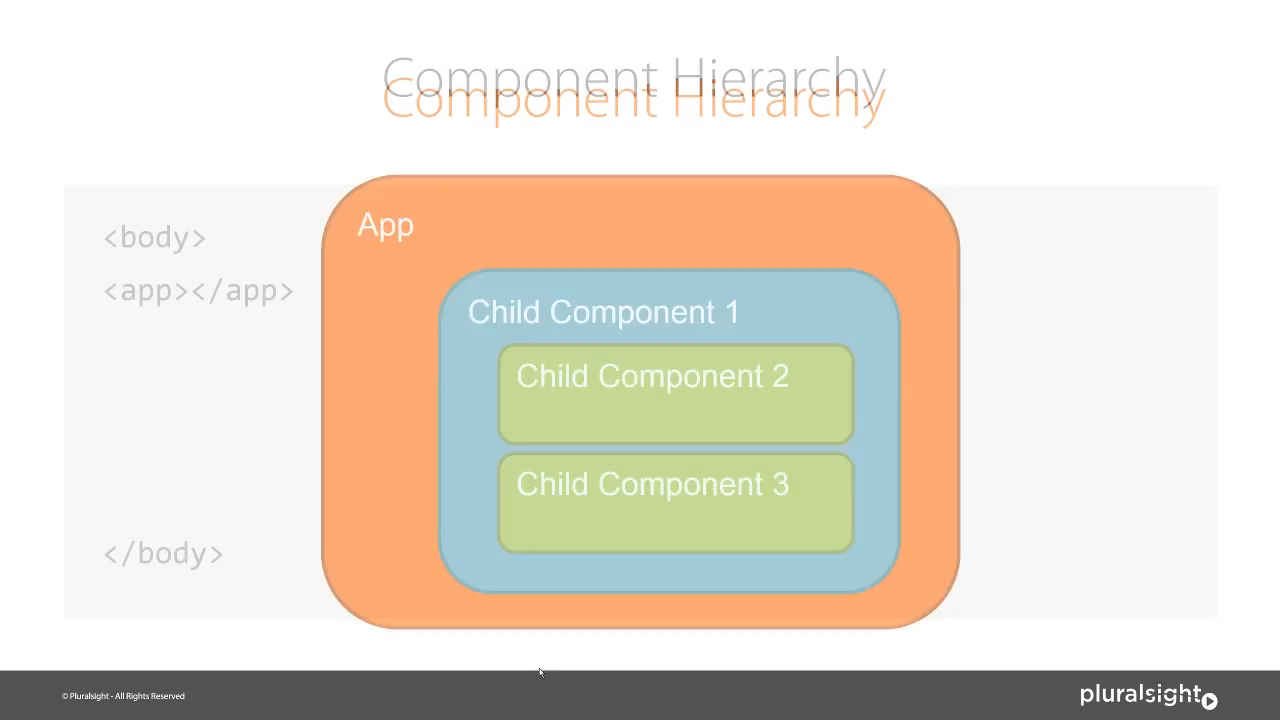 Component Hierarchy
Component Hierarchy
<body>
App
<app></app>
Child Component 1
Child Component 2
Child Component 3
</body>
© Pluralsight - All Rights Reserved
pluralsight